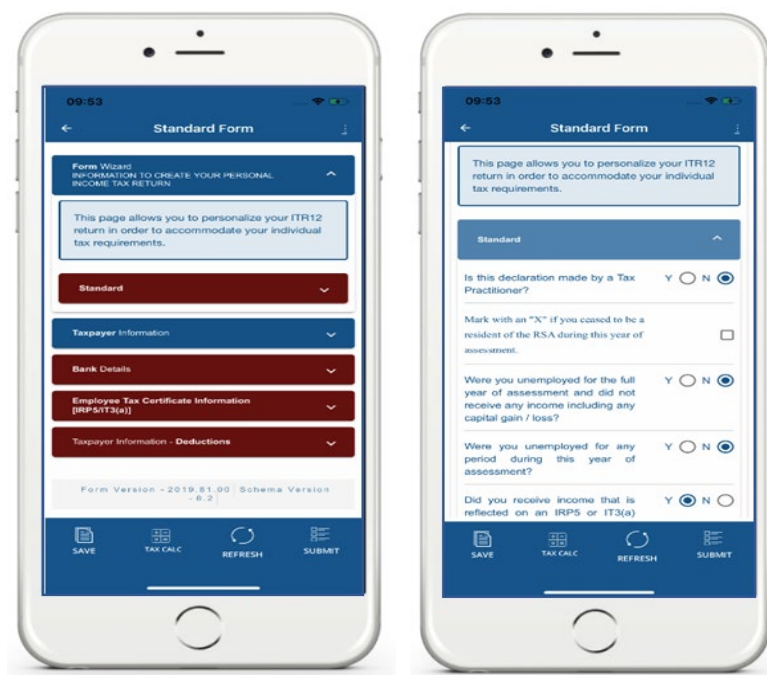 09:53
Standard Form
Form Wizard
INFORMATION TO CREATE YOUR PERSONAL
INCOME TAX RETURN
This page allows you to personalize your ITR12
return in order to accommodate your individual
tax requirements.
Standard
Taxpayer Information
Bank Details
Employee Tax Certificate Information
[IRP5/IT3(a)]
Taxpayer Information - Deductions
Form Version - 2019.81.00 Schema Version
- 6.2
SAVE
TAX CALC
REFRESH
SUBMIT
09:53
Standard Form
This page allows you to personalize your ITR12
return in order to accommodate your individual
tax requirements.
Standard
Is this declaration made by a Tax Y N
Practitioner?
Mark with an "X" if you ceased to be a
resident of the RSA during this year of
assessment.
Were you unemployed for the full Y N
year of assessment and did not
receive any income including any
capital gain / loss?
Were you unemployed for any Y N
period during this year of
assessment?
Did you receive income that is Y N
reflected on an IRP5 or IT3(a)
SAVE
TAX CALC
REFRESH
SUBMIT